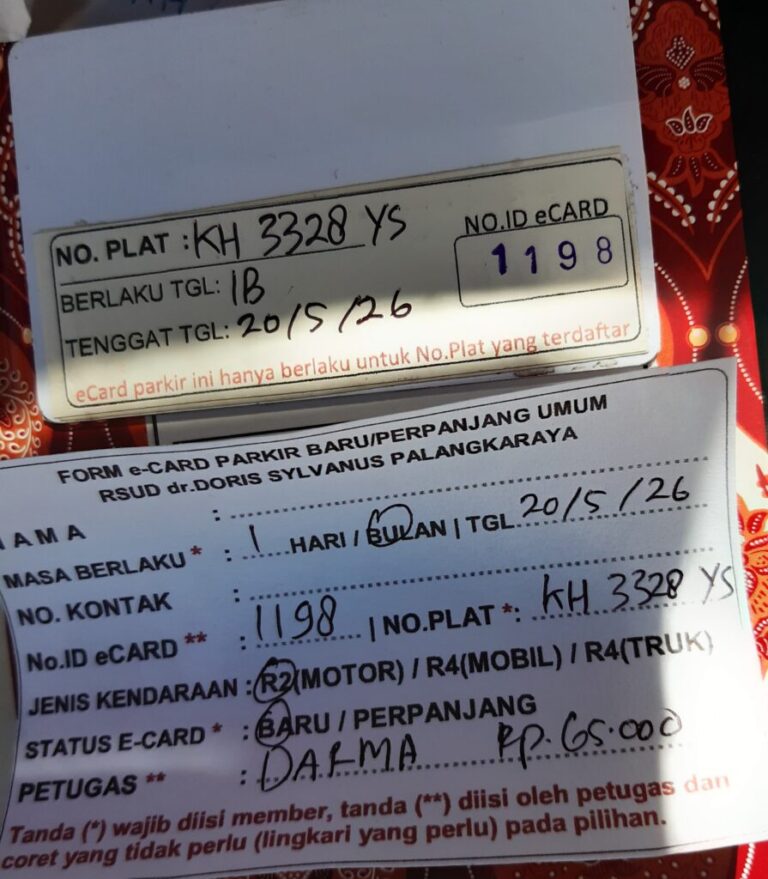 NO. PLAT : KH 3328 YS
NO.ID eCARD
1198
BERLAKU TGL: 1B
TENGGAT TGL: 20/5/26
eCard parkir ini hanya berlaku untuk No.Plat yang terdaftar
FORM e-CARD PARKIR BARU/PERPANJANG UMUM
RSUD dr.DORIS SYLVANUS PALANGKARAYA
NAMA :
MASA BERLAKU * : 1 HARI / BULAN | TGL 20/5/26
NO. KONTAK :
No.ID eCARD ** : 1198 | NO.PLAT *: KH 3328 YS
JENIS KENDARAAN : R2(MOTOR) / R4(MOBIL) / R4(TRUK)
STATUS E-CARD * : BARU / PERPANJANG
PETUGAS ** : DARMA Rp. 65.000
Tanda (*) wajib diisi member, tanda (**) diisi oleh petugas dan
coret yang tidak perlu (lingkari yang perlu) pada pilihan.